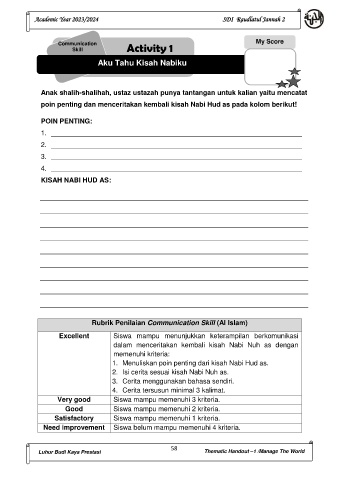 Academic Year 2023/2024
SDI Raudlatul Jannah 2
Communication
Skill
Activity 1
My Score
Aku Tahu Kisah Nabiku
Anak shalih-shalihah, ustaz ustazah punya tantangan untuk kalian yaitu mencatat
poin penting dan menceritakan kembali kisah Nabi Hud as pada kolom berikut!
POIN PENTING:
1.
2.
3.
4.
KISAH NABI HUD AS:
Rubrik Penilaian Communication Skill (Al Islam)
Excellent
Siswa mampu menunjukkan keterampilan berkomunikasi
dalam menceritakan kembali kisah Nabi Nuh as dengan
memenuhi kriteria:
1. Menuliskan poin penting dari kisah Nabi Hud as.
2. Isi cerita sesuai kisah Nabi Nuh as.
3. Cerita menggunakan bahasa sendiri.
4. Cerita tersusun minimal 3 kalimat.
Very good Siswa mampu memenuhi 3 kriteria.
Good Siswa mampu memenuhi 2 kriteria.
Satisfactory Siswa mampu memenuhi 1 kriteria.
Need improvement Siswa belum mampu memenuhi 4 kriteria.
Luhur Budi Kaya Prestasi
58
Thematic Handout –1 /Manage The World